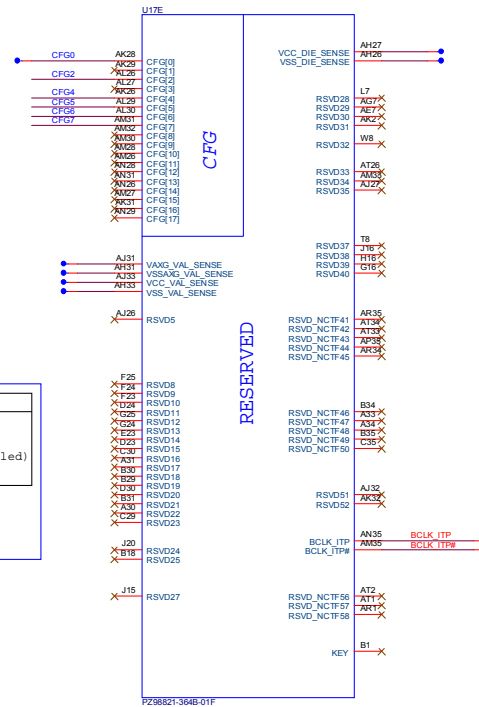 U17E
CFG0 AK28 CFG[0]
AK29 CFG[1]
CFG2 AL26 CFG[2]
AL27 CFG[3]
CFG4 AK26 CFG[4]
CFG5 AL29 CFG[5]
CFG6 AL30 CFG[6]
CFG7 AM31 CFG[7]
AM32 CFG[8]
AM30 CFG[9]
AM28 CFG[10]
AM26 CFG[11]
AN28 CFG[12]
AN31 CFG[13]
AN26 CFG[14]
AM27 CFG[15]
AK31 CFG[16]
AN29 CFG[17]
CFG
AJ31 VAXG_VAL_SENSE
AH31 VSSAXG_VAL_SENSE
AJ33 VCC_VAL_SENSE
AH33 VSS_VAL_SENSE
AJ26 RSVD5
RESERVED
led)
F25 RSVD8
F24 RSVD9
F23 RSVD10
D24 RSVD11
G25 RSVD12
G24 RSVD13
E23 RSVD14
D23 RSVD15
C30 RSVD16
A31 RSVD17
B30 RSVD18
B29 RSVD19
D30 RSVD20
B31 RSVD21
A30 RSVD22
C29 RSVD23
J20 RSVD24
B18 RSVD25
J15 RSVD27
VCC_DIE_SENSE AH27
VSS_DIE_SENSE AH26
RSVD28 L7
RSVD29 AG7
RSVD30 AE7
RSVD31 AK2
RSVD32 W8
RSVD33 AT26
RSVD34 AM33
RSVD35 AJ27
RSVD37 T8
RSVD38 J16
RSVD39 H16
RSVD40 G16
RSVD_NCTF41 AR35
RSVD_NCTF42 AT34
RSVD_NCTF43 AT33
RSVD_NCTF44 AP35
RSVD_NCTF45 AR34
RSVD_NCTF46 B34
RSVD_NCTF47 A33
RSVD_NCTF48 A34
RSVD_NCTF49 B35
RSVD_NCTF50 C35
RSVD51 AJ32
RSVD52 AK32
BCLK_ITP AN35 BCLK_ITP
BCLK_ITP# AM35 BCLK_ITP#
RSVD_NCTF56 AT2
RSVD_NCTF57 AT1
RSVD_NCTF58 AR1
KEY B1
PZ98821-364B-01F